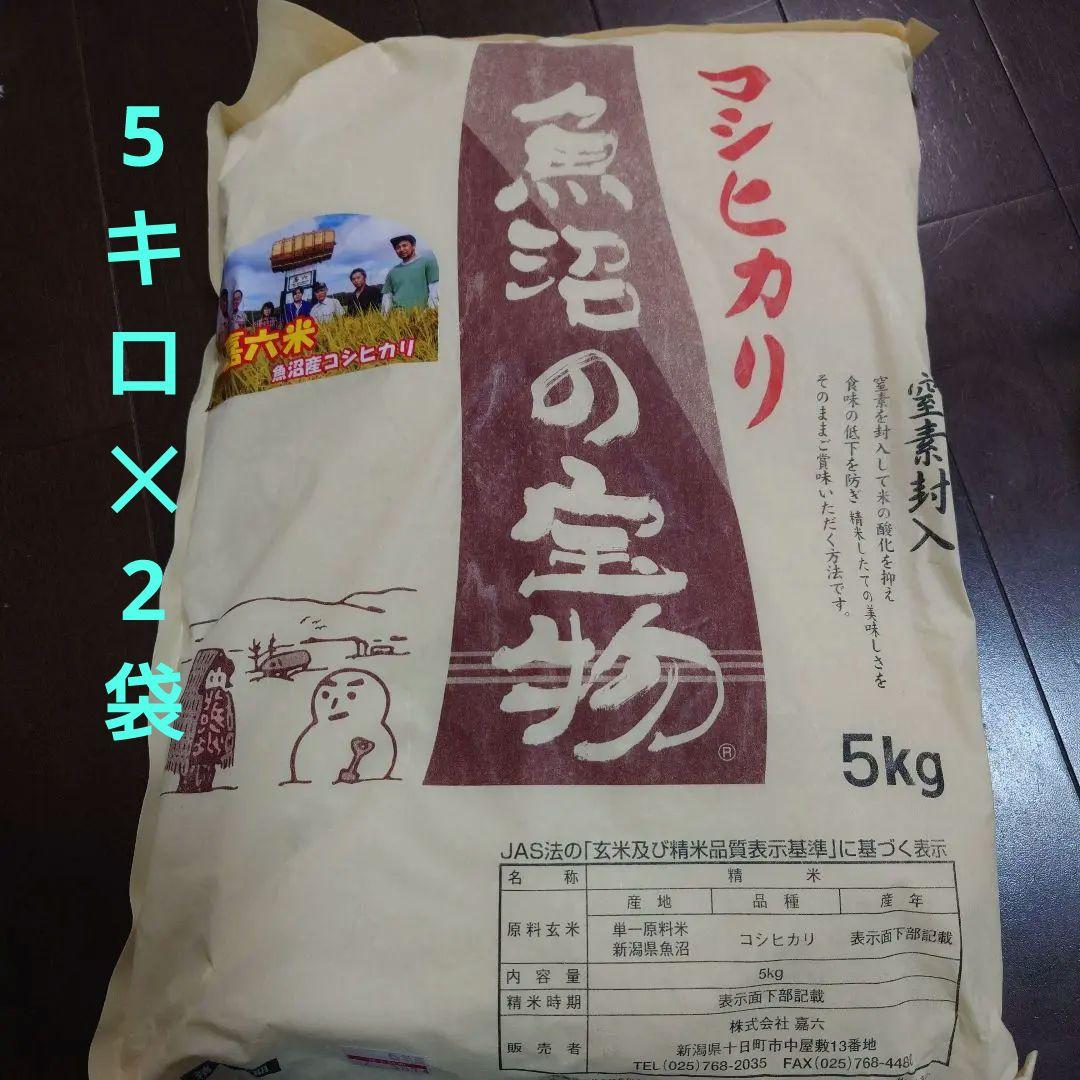 5キロ×2袋
コシヒカリ
魚沼の宝物
®
嘉六米
魚沼産コシヒカリ
窒素封入
窒素を封入して米の酸化を抑え
食味の低下を防ぎ 精米したての美味しさを
そのままご賞味いただく方法です。
5kg
JAS法の「玄米及び精米品質表示基準」に基づく表示
名 称 精 米
原料玄米 産 地 品 種 産 年
単一原料米
新潟県魚沼 コシヒカリ 表示面下部記載
内 容 量 5kg
精米時期 表示面下部記載
販 売 者 株式会社 嘉六
新潟県十日町市中屋敷13番地
TEL(025)768-2035 FAX(025)768-448